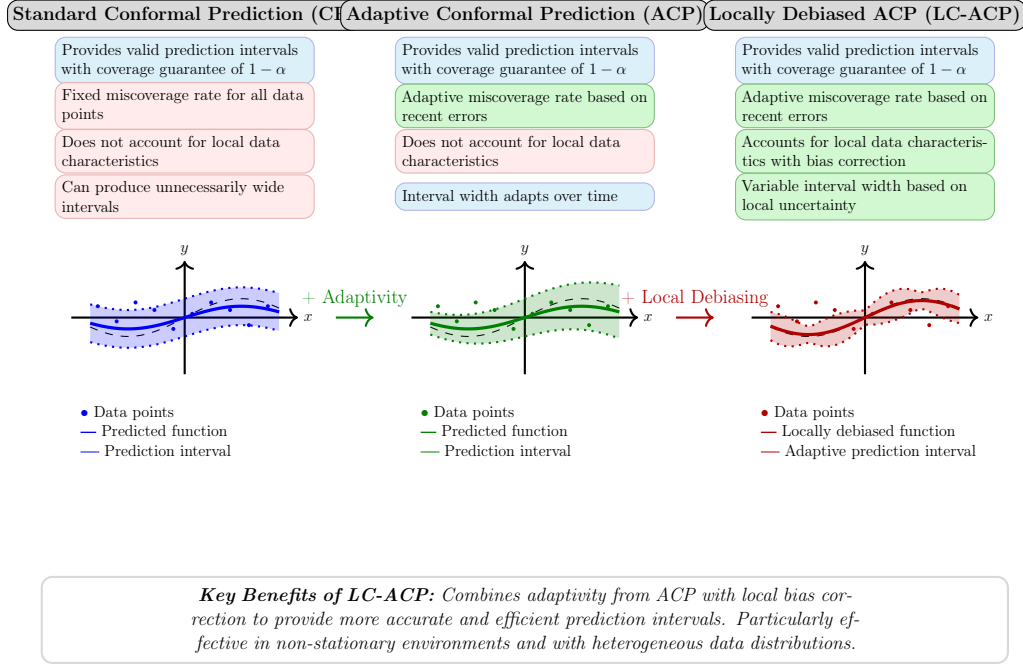 Standard Conformal Prediction (CP
Adaptive Conformal Prediction (ACP)
Locally Debiased ACP (LC-ACP)
Provides valid prediction intervals
with coverage guarantee of 1 − α
Fixed miscoverage rate for all data
points
Does not account for local data
characteristics
Can produce unnecessarily wide
intervals
Provides valid prediction intervals
with coverage guarantee of 1 − α
Adaptive miscoverage rate based on
recent errors
Does not account for local data
characteristics
Interval width adapts over time
Provides valid prediction intervals
with coverage guarantee of 1 − α
Adaptive miscoverage rate based on
recent errors
Accounts for local data characteris-
tics with bias correction
Variable interval width based on
local uncertainty
y
x
+ Adaptivity
y
x
+ Local Debiasing
y
x
Data points
Predicted function
Prediction interval
Data points
Predicted function
Prediction interval
Data points
Locally debiased function
Adaptive prediction interval
Key Benefits of LC-ACP: Combines adaptivity from ACP with local bias cor-
rection to provide more accurate and efficient prediction intervals. Particularly ef-
fective in non-stationary environments and with heterogeneous data distributions.